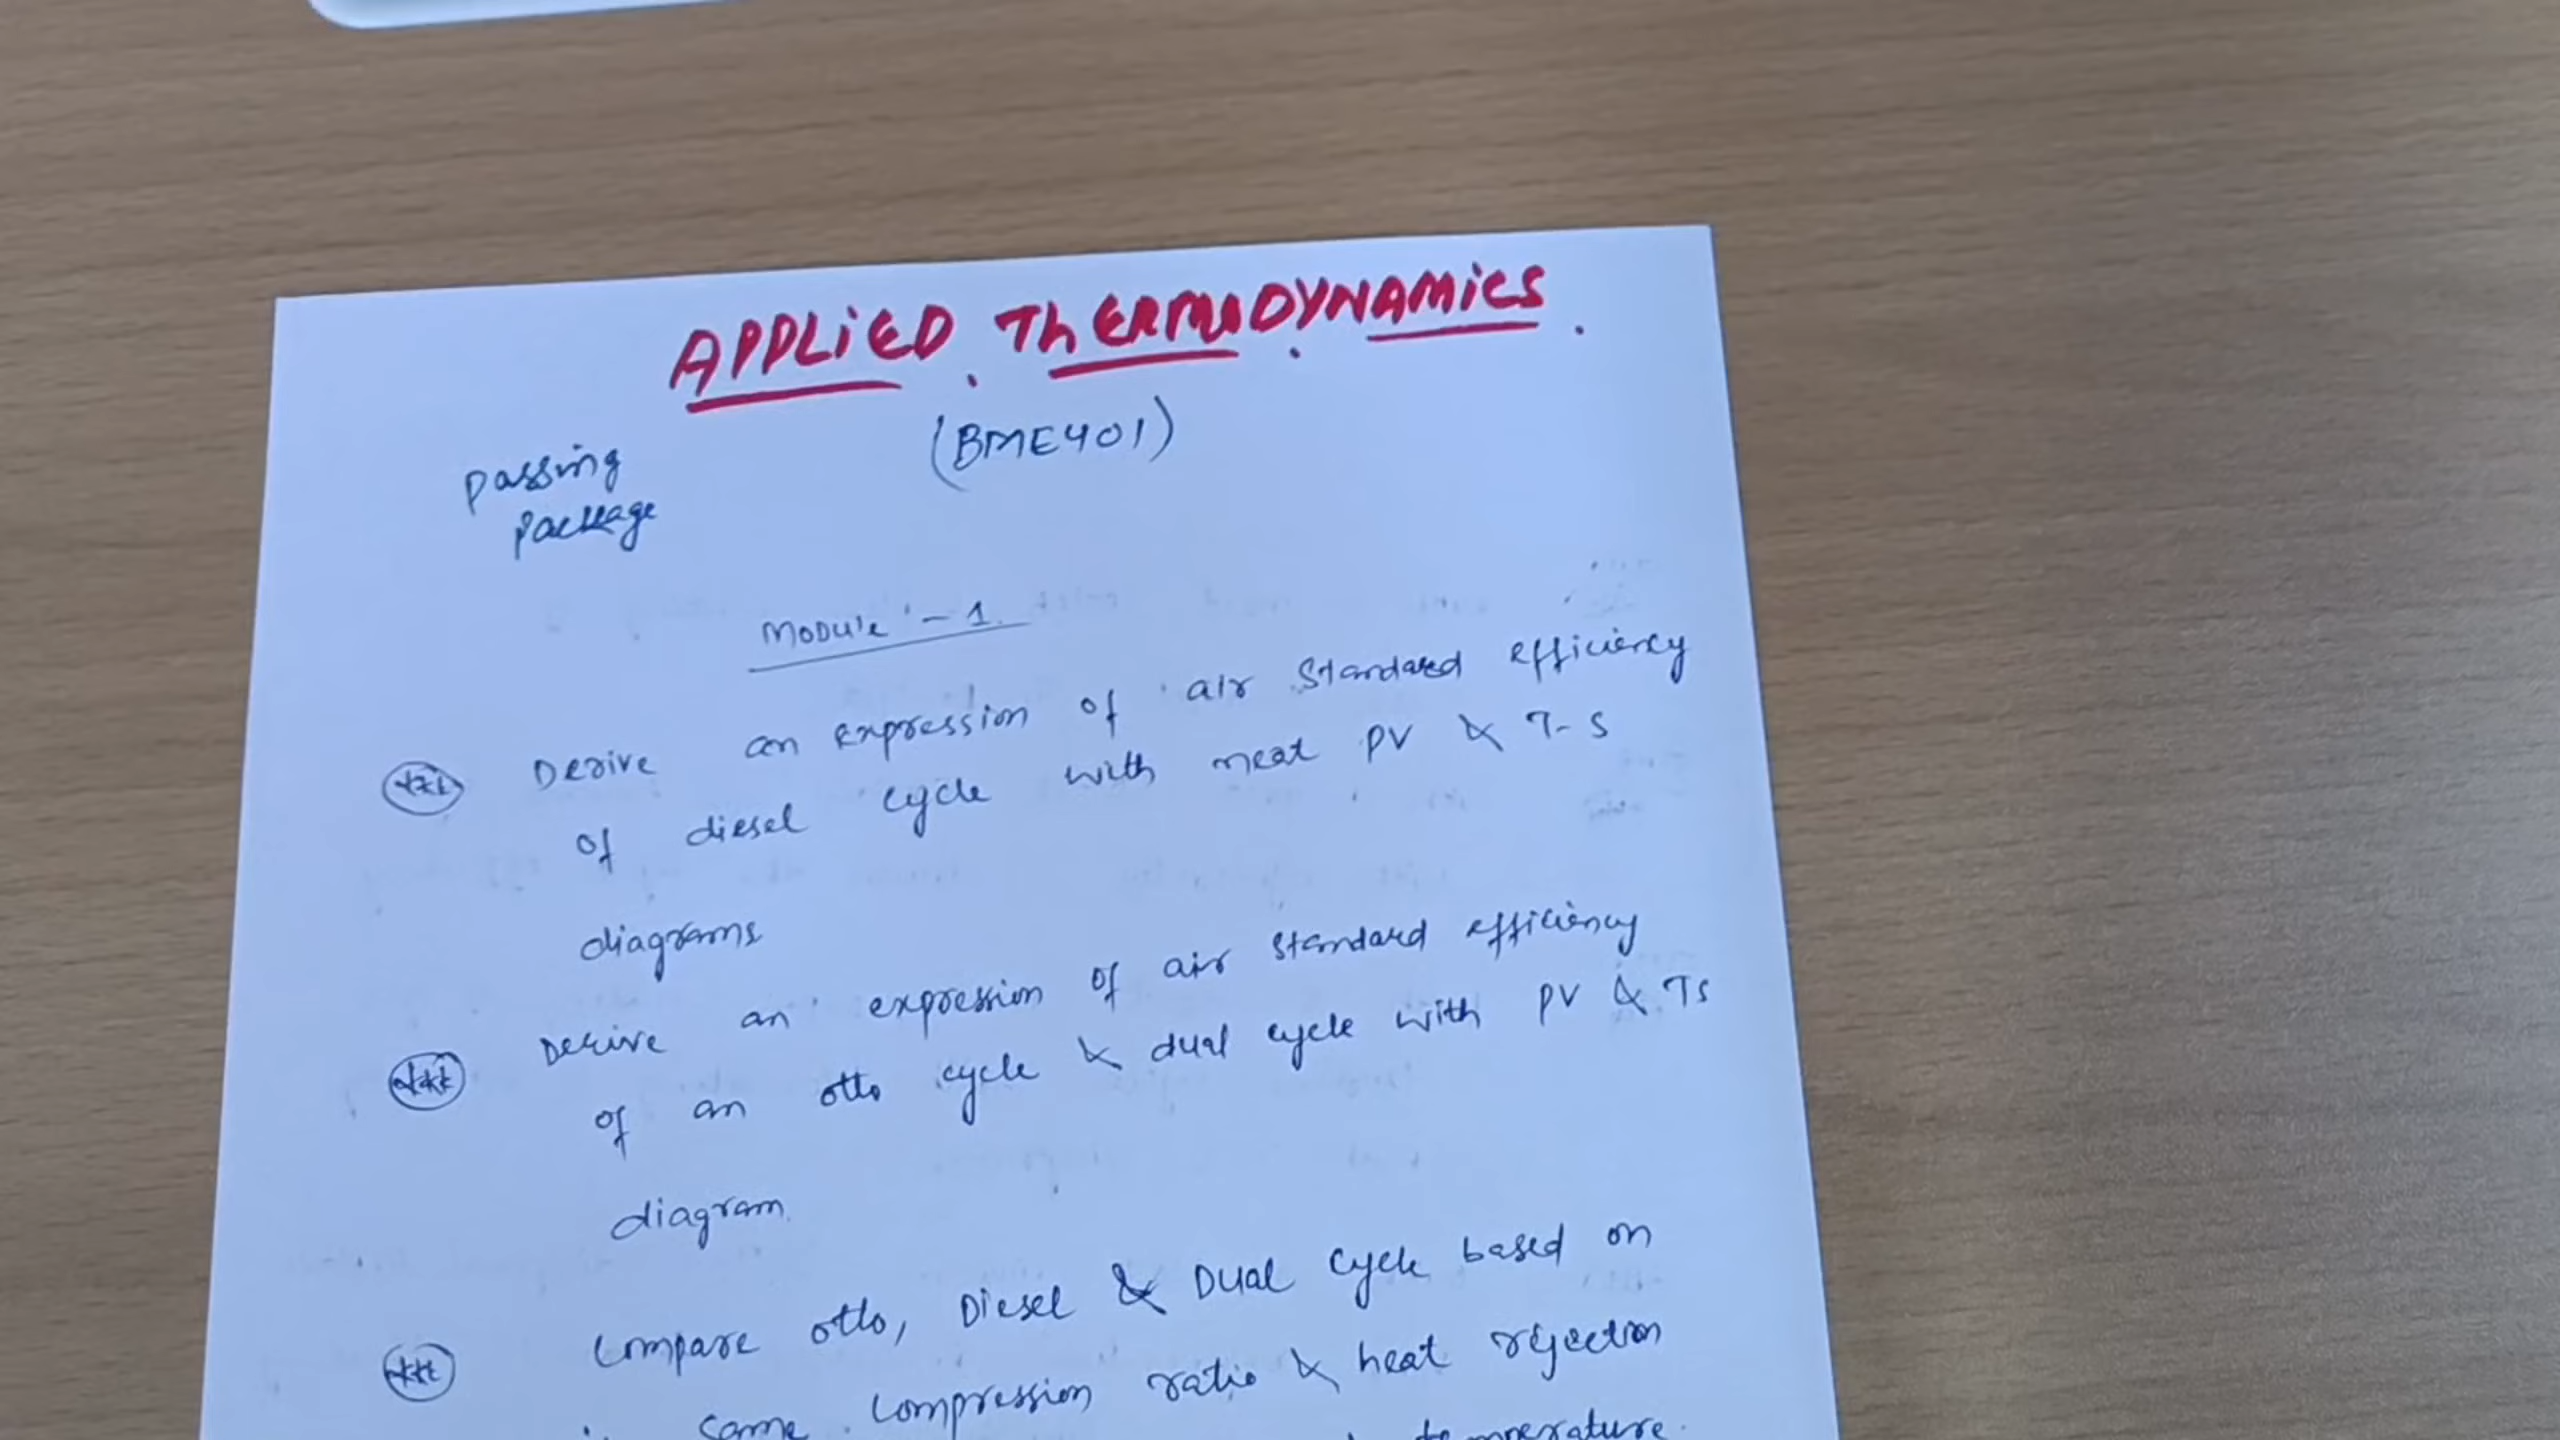 APPLiED ThERMODYNAMiCS.
(BME401)
passing
package
Module - 1.
*** Derive an expression of air standard efficiency
of diesel cycle with neat PV & T-S
diagrams
*** Derive an expression of air standard efficiency
of an otto cycle & dual cycle with PV & TS
diagram.
*** Compare otto, Diesel & Dual cycle based on
same compression ratio & heat rejection
temperature.